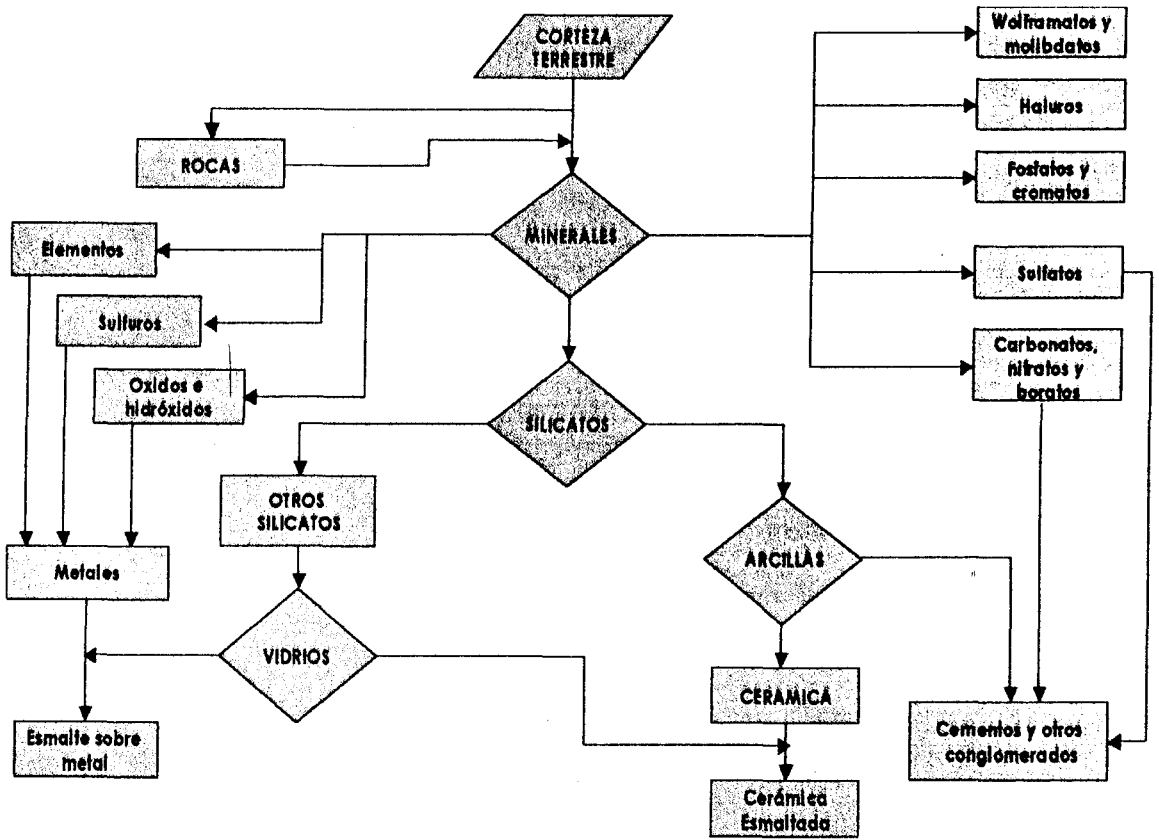 CORTEZA
TERRESTRE
ROCAS
MINERALES
Wolframatos y
molibdatos
Haluros
Fosfatos y
cromatos
Sulfatos
Carbonatos,
nitratos y
boratos
Elementos
Sulfuros
Oxidos e
hidróxidos
SILICATOS
OTROS
SILICATOS
ARCILLAS
Metales
VIDRIOS
CERAMICA
Esmalte sobre
metal
Cementos y otros
conglomerados
Cerámica
Esmaltada